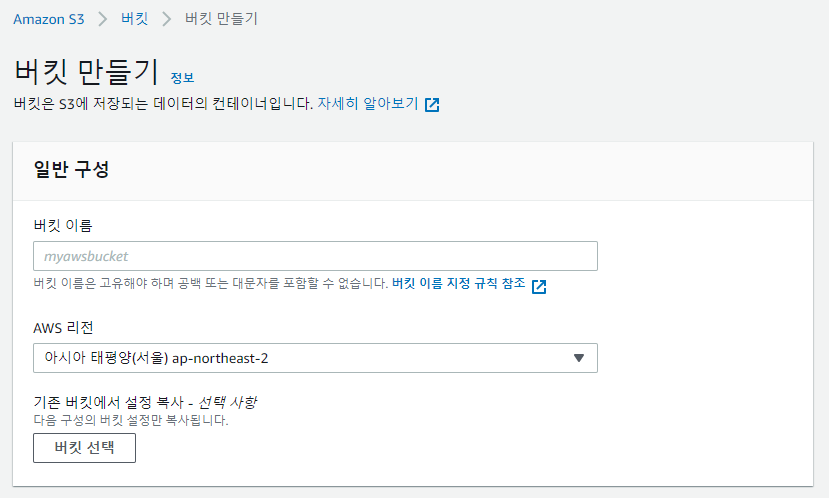 Amazon S3 > 버킷 > 버킷 만들기
버킷 만들기 정보
버킷은 S3에 저장되는 데이터의 컨테이너입니다. 자세히 알아보기
일반 구성
버킷 이름
myawsbucket
버킷 이름은 고유해야 하며 공백 또는 대문자를 포함할 수 없습니다. 버킷 이름 지정 규칙 참조
AWS 리전
아시아 태평양(서울) ap-northeast-2
기존 버킷에서 설정 복사 - 선택 사항
다음 구성의 버킷 설정만 복사됩니다.
버킷 선택